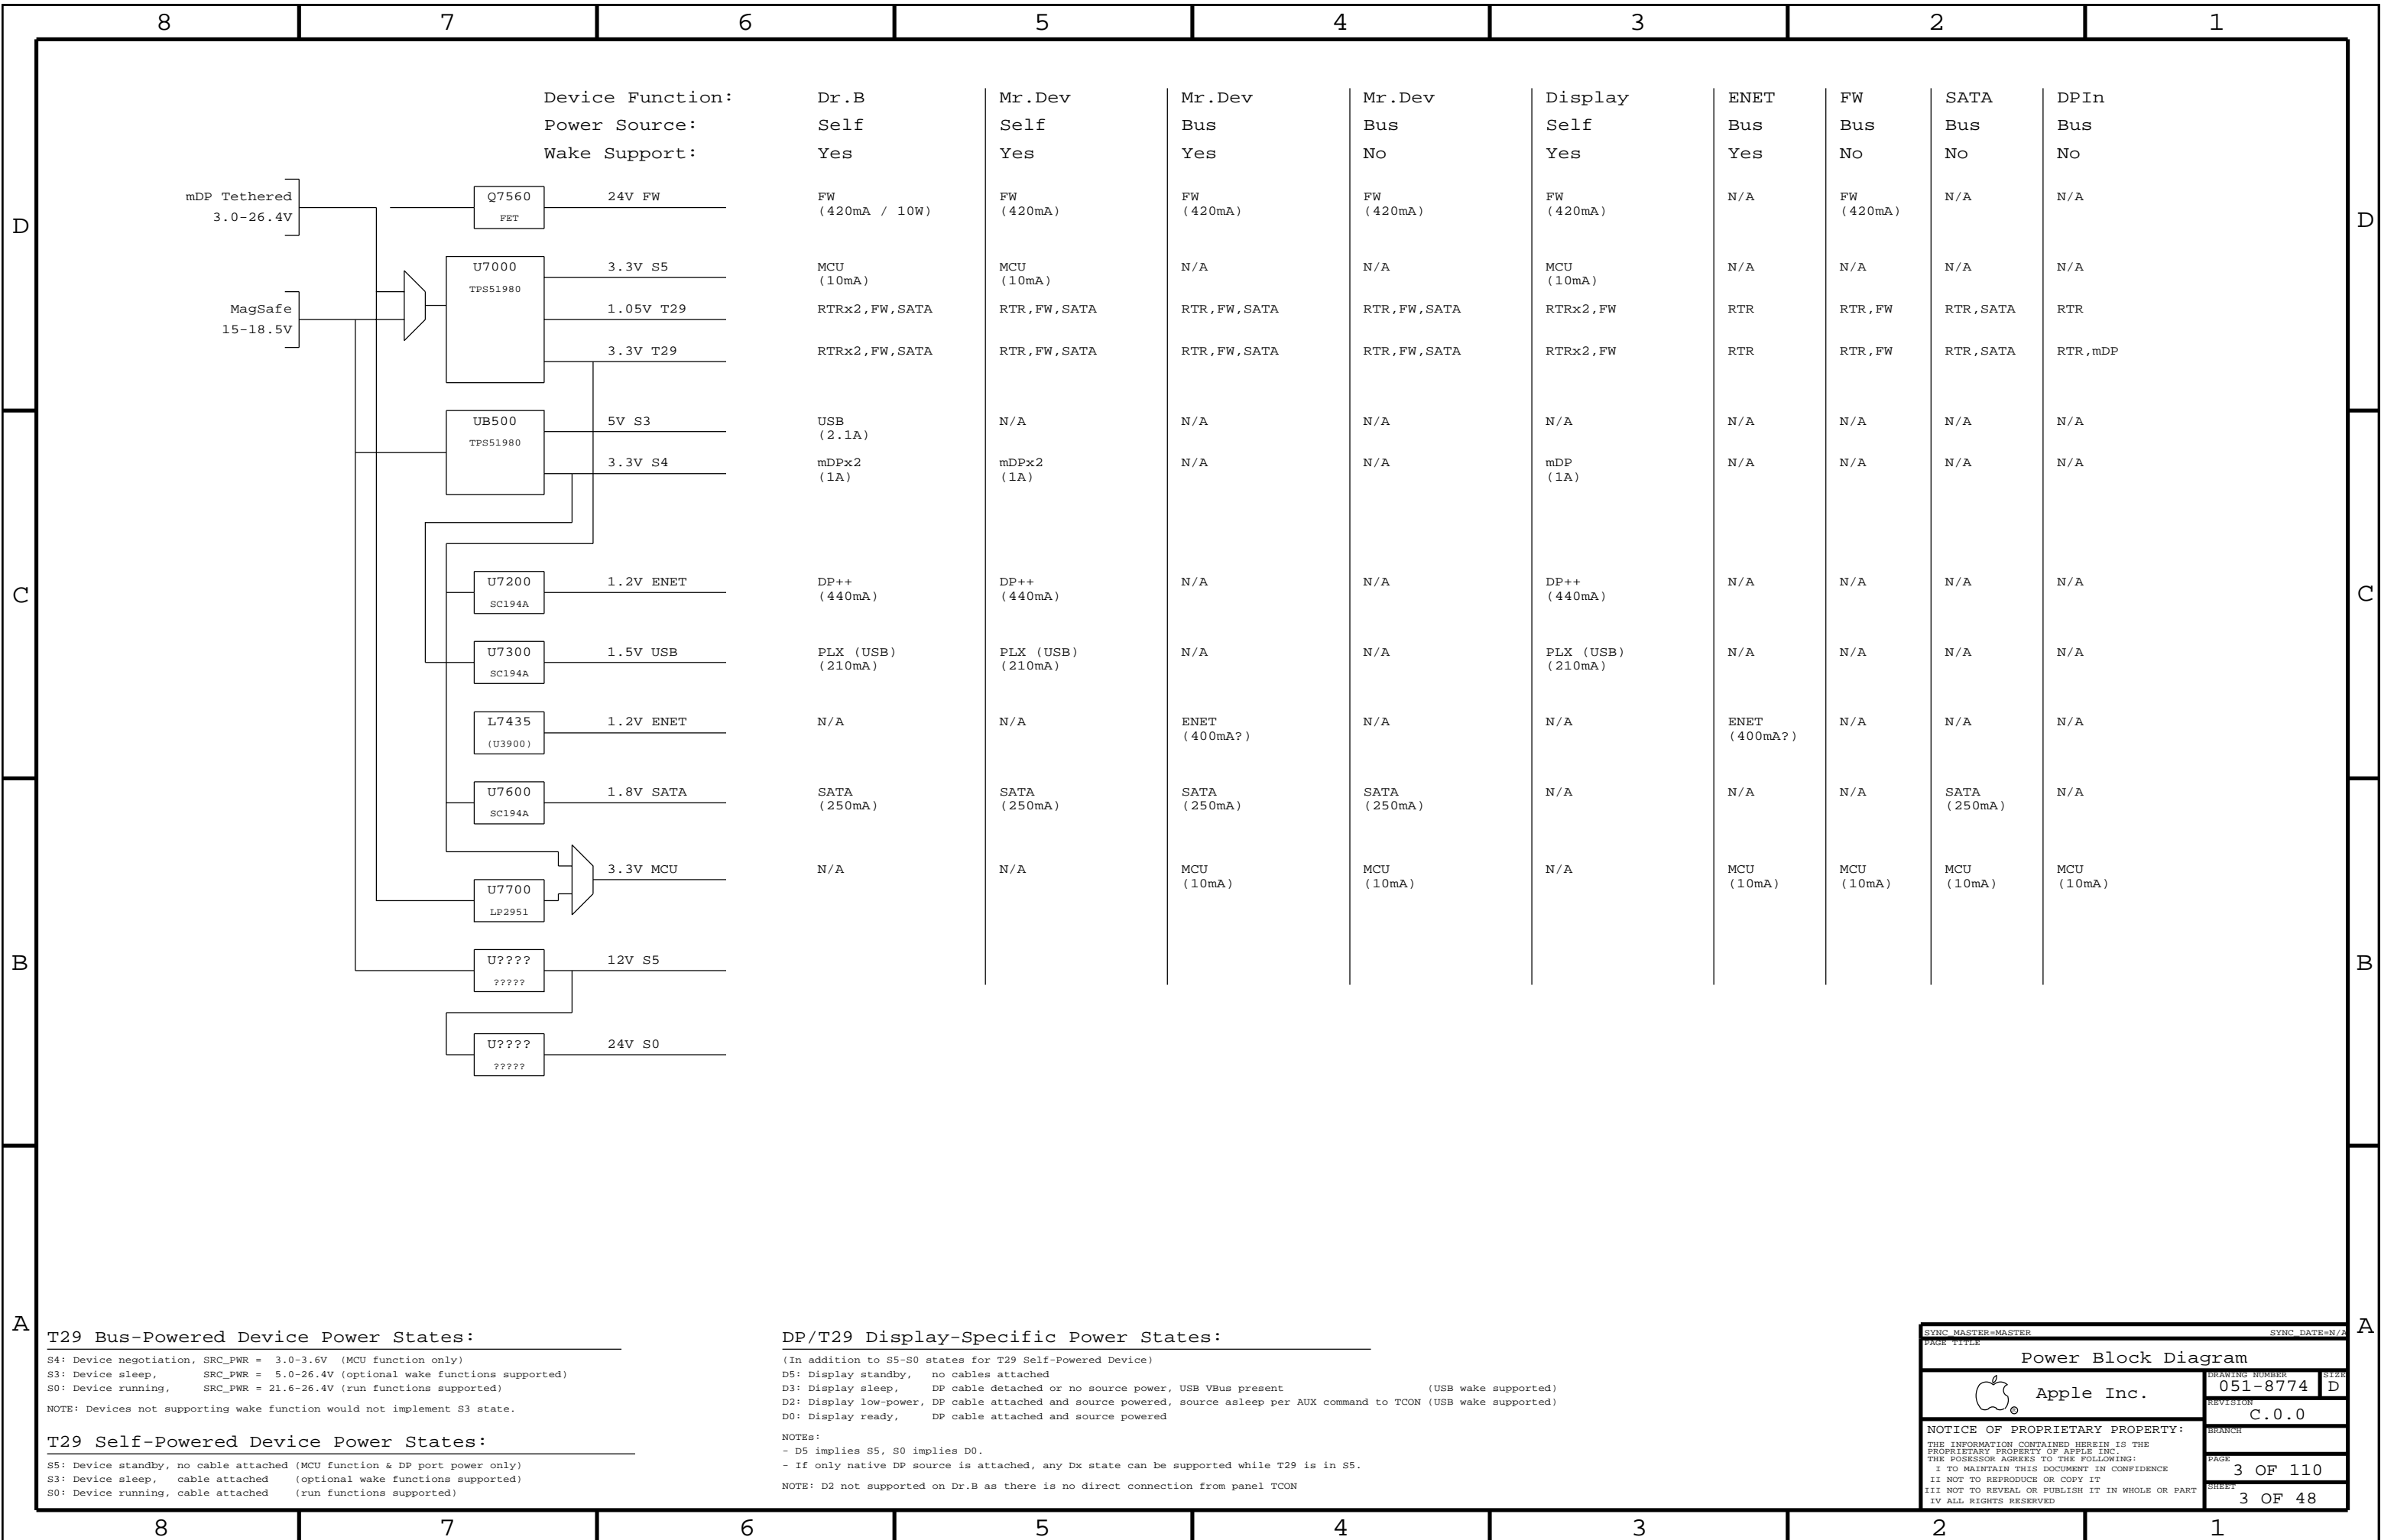 8 7 6 5 4 3 2 1
Device Function: Dr.B Mr.Dev Mr.Dev Mr.Dev Display ENET FW SATA DPIn
Power Source: Self Self Bus Bus Self Bus Bus Bus Bus
Wake Support: Yes Yes Yes No Yes Yes No No No
mDP Tethered
3.0-26.4V
Q7560
FET
24V FW
FW FW FW FW FW N/A FW N/A N/A
(420mA / 10W) (420mA) (420mA) (420mA) (420mA) (420mA)
D D
MagSafe
15-18.5V
U7000
TPS51980
3.3V S5 MCU MCU N/A N/A MCU N/A N/A N/A N/A
(10mA) (10mA) (10mA)
1.05V T29 RTRx2,FW,SATA RTR,FW,SATA RTR,FW,SATA RTR,FW,SATA RTRx2,FW RTR RTR,FW RTR,SATA RTR
3.3V T29 RTRx2,FW,SATA RTR,FW,SATA RTR,FW,SATA RTR,FW,SATA RTRx2,FW RTR RTR,FW RTR,SATA RTR,mDP
UB500
TPS51980
5V S3 USB N/A N/A N/A N/A N/A N/A N/A N/A
(2.1A)
3.3V S4 mDPx2 mDPx2 N/A N/A mDP N/A N/A N/A N/A
(1A) (1A) (1A)
C C
U7200
SC194A
1.2V ENET DP++ DP++ N/A N/A DP++ N/A N/A N/A N/A
(440mA) (440mA) (440mA)
U7300
SC194A
1.5V USB PLX (USB) PLX (USB) N/A N/A PLX (USB) N/A N/A N/A N/A
(210mA) (210mA) (210mA)
L7435
(U3900)
1.2V ENET N/A N/A ENET N/A N/A ENET N/A N/A N/A
(400mA?) (400mA?)
U7600
SC194A
1.8V SATA SATA SATA SATA SATA N/A N/A N/A SATA N/A
(250mA) (250mA) (250mA) (250mA) (250mA)
3.3V MCU N/A N/A MCU MCU N/A MCU MCU MCU MCU
(10mA) (10mA) (10mA) (10mA) (10mA) (10mA)
U7700
LP2951
B B
U????
?????
12V S5
U????
?????
24V S0
A A
T29 Bus-Powered Device Power States:
S4: Device negotiation, SRC_PWR = 3.0-3.6V (MCU function only)
S3: Device sleep, SRC_PWR = 5.0-26.4V (optional wake functions supported)
S0: Device running, SRC_PWR = 21.6-26.4V (run functions supported)
NOTE: Devices not supporting wake function would not implement S3 state.
T29 Self-Powered Device Power States:
S5: Device standby, no cable attached (MCU function & DP port power only)
S3: Device sleep, cable attached (optional wake functions supported)
S0: Device running, cable attached (run functions supported)
DP/T29 Display-Specific Power States:
(In addition to S5-S0 states for T29 Self-Powered Device)
D5: Display standby, no cables attached
D3: Display sleep, DP cable detached or no source power, USB VBus present (USB wake supported)
D2: Display low-power, DP cable attached and source powered, source asleep per AUX command to TCON (USB wake supported)
D0: Display ready, DP cable attached and source powered
NOTEs:
- D5 implies S5, S0 implies D0.
- If only native DP source is attached, any Dx state can be supported while T29 is in S5.
NOTE: D2 not supported on Dr.B as there is no direct connection from panel TCON
SYNC_MASTER=MASTER SYNC_DATE=N/A
PAGE TITLE
Power Block Diagram
Apple Inc.
®
DRAWING NUMBER
051-8774
SIZE
D
REVISION
C.0.0
BRANCH
PAGE
3 OF 110
SHEET
3 OF 48
NOTICE OF PROPRIETARY PROPERTY:
THE INFORMATION CONTAINED HEREIN IS THE
PROPRIETARY PROPERTY OF APPLE INC.
THE POSESSOR AGREES TO THE FOLLOWING:
I TO MAINTAIN THIS DOCUMENT IN CONFIDENCE
II NOT TO REPRODUCE OR COPY IT
III NOT TO REVEAL OR PUBLISH IT IN WHOLE OR PART
IV ALL RIGHTS RESERVED
8 7 6 5 4 3 2 1